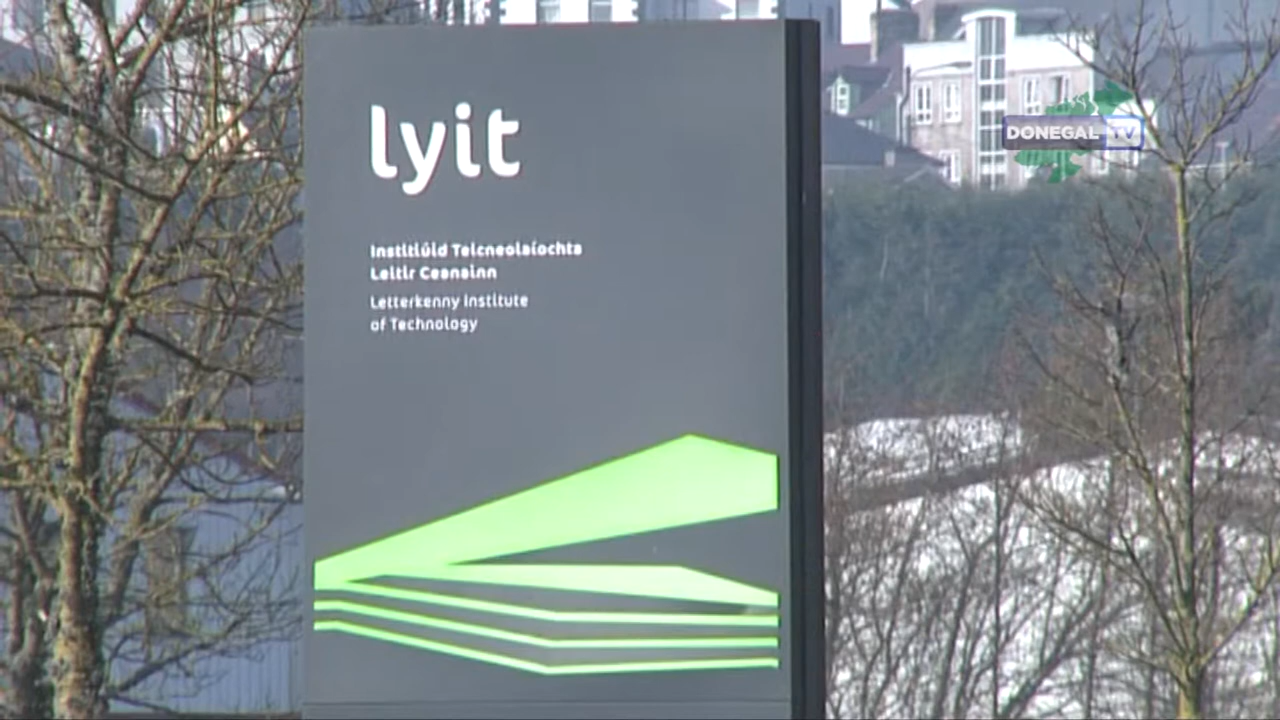 lyit
Institiúid Teicneolaíochta
Leitir Ceanainn
Letterkenny Institute
of Technology
DONEGAL TV